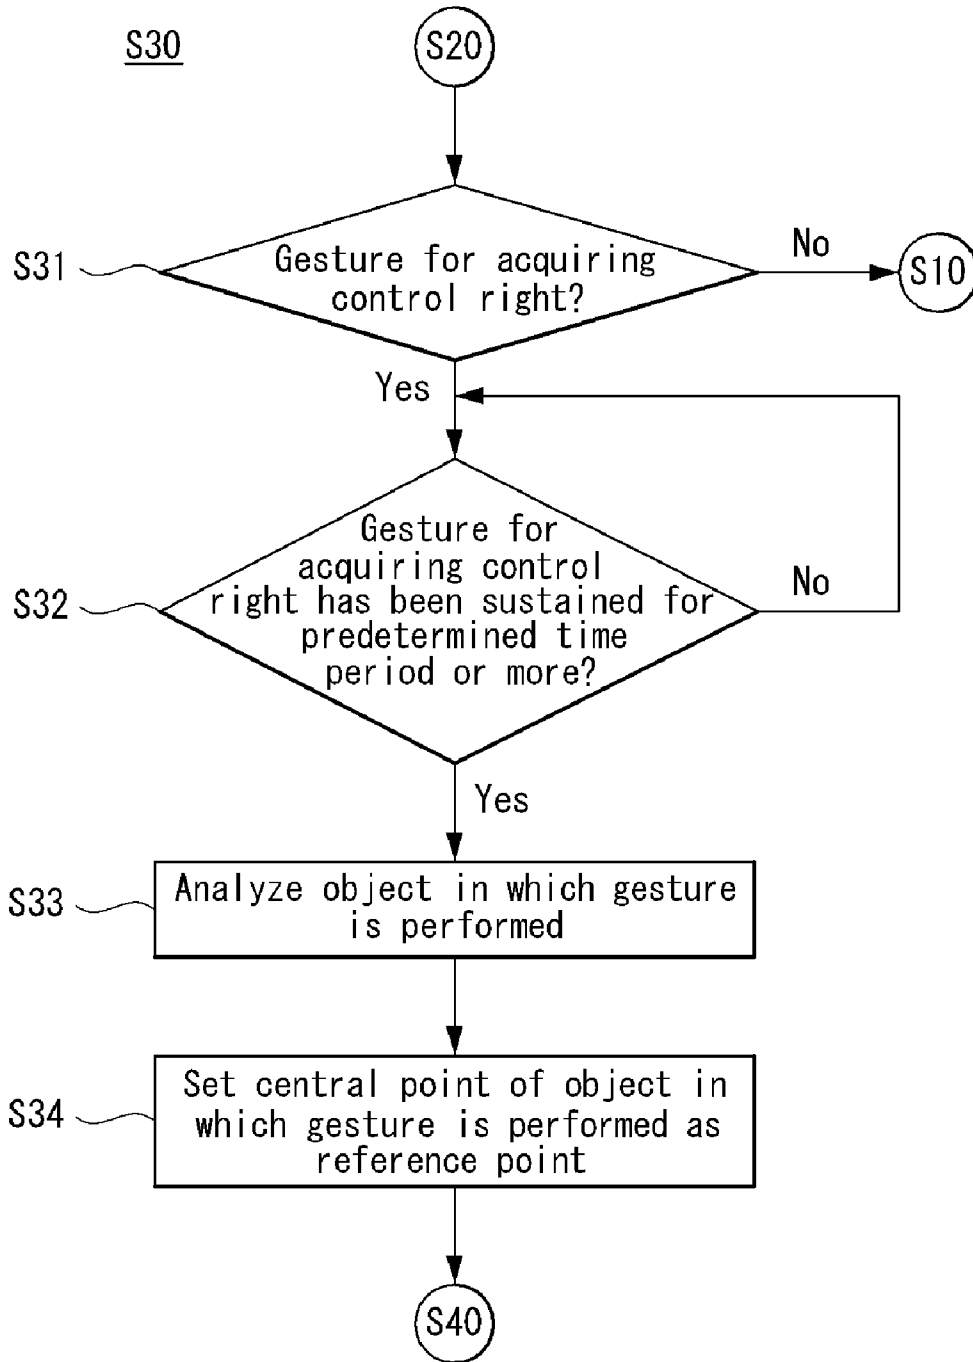 S30
S20
S31
Gesture for acquiring
control right?
No
S10
Yes
S32
Gesture for
acquiring control
right has been sustained for
predetermined time
period or more?
No
Yes
S33
Analyze object in which gesture
is performed
S34
Set central point of object in
which gesture is performed as
reference point
S40